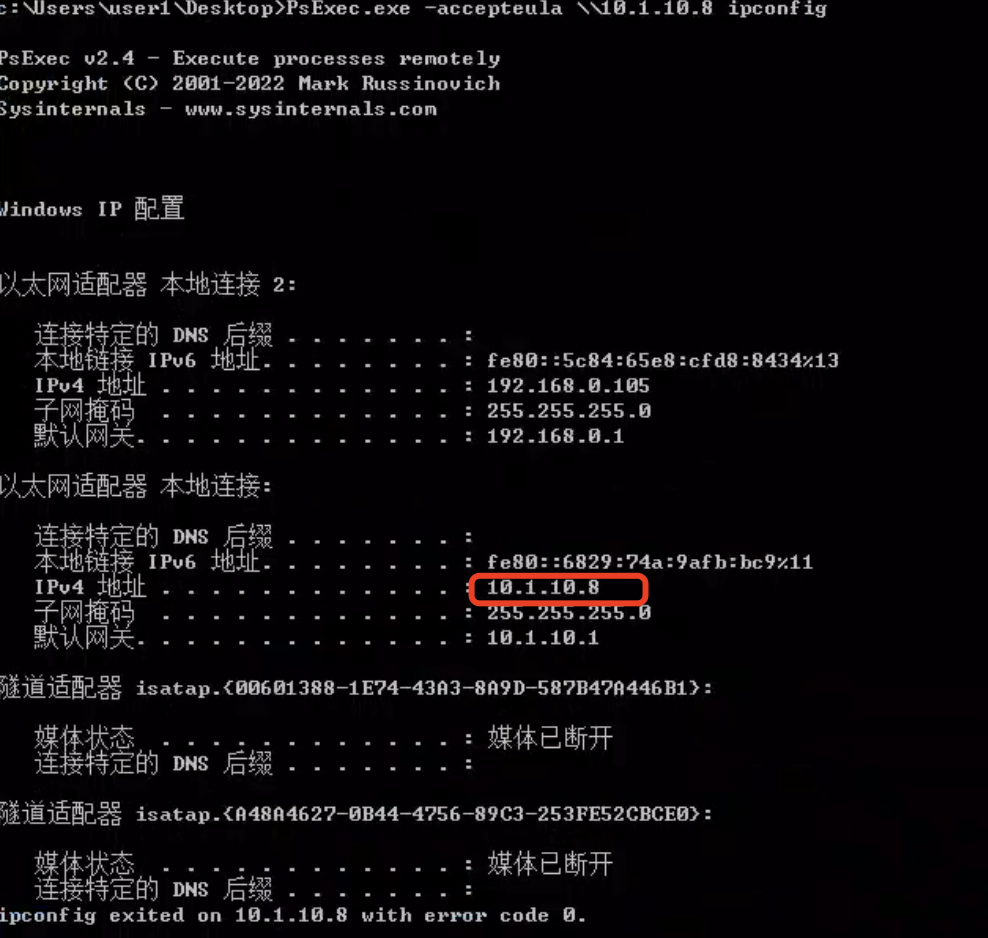 c:\Users\user1\Desktop>PsExec.exe -accepteula \\10.1.10.8 ipconfig
PsExec v2.4 - Execute processes remotely
Copyright (C) 2001-2022 Mark Russinovich
Sysinternals - www.sysinternals.com
Windows IP 配置
以太网适配器 本地连接 2:
连接特定的 DNS 后缀 . . . . . . . :
本地链接 IPv6 地址. . . . . . . . : fe80::5c84:65e8:cfd8:8434%13
IPv4 地址 . . . . . . . . . . . . : 192.168.0.105
子网掩码 . . . . . . . . . . . . : 255.255.255.0
默认网关. . . . . . . . . . . . . : 192.168.0.1
以太网适配器 本地连接:
连接特定的 DNS 后缀 . . . . . . . :
本地链接 IPv6 地址. . . . . . . . : fe80::6829:74a:9afb:bc9%11
IPv4 地址 . . . . . . . . . . . . : 10.1.10.8
子网掩码 . . . . . . . . . . . . : 255.255.255.0
默认网关. . . . . . . . . . . . . : 10.1.10.1
隧道适配器 isatap.{00601388-1E74-43A3-8A9D-587B47A446B1}:
媒体状态 . . . . . . . . . . . . : 媒体已断开
连接特定的 DNS 后缀 . . . . . . . :
隧道适配器 isatap.{A48A4627-0B44-4756-89C3-253FE52CBCE0}:
媒体状态 . . . . . . . . . . . . : 媒体已断开
连接特定的 DNS 后缀 . . . . . . . :
ipconfig exited on 10.1.10.8 with error code 0.